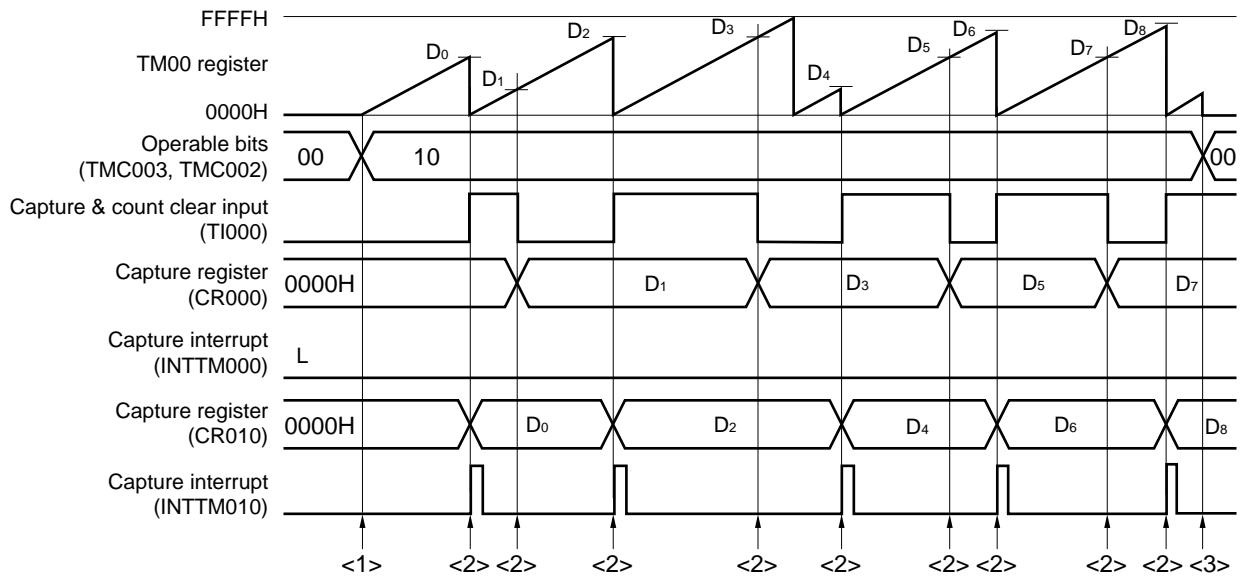 FFFFH
TM00 register
0000H
D0 D1 D2 D3 D4 D5 D6 D7 D8
Operable bits
(TMC003, TMC002)
00 10 00
Capture & count clear input
(TI000)
Capture register
(CR000)
0000H D1 D3 D5 D7
Capture interrupt
(INTTM000)
L
Capture register
(CR010)
0000H D0 D2 D4 D6 D8
Capture interrupt
(INTTM010)
<1> <2> <2> <2> <2> <2> <2> <2> <2> <2> <3>